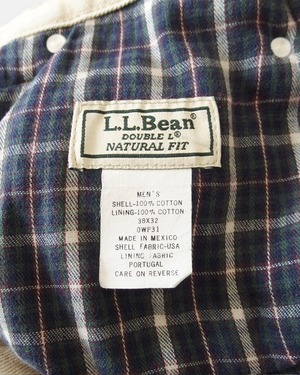 L.L.Bean®
DOUBLE L®
NATURAL FIT
MEN'S
SHELL-100% COTTON
LINING-100% COTTON
38X32
0WP31
MADE IN MEXICO
SHELL FABRIC-USA
LINING FABRIC
PORTUGAL
CARE ON REVERSE